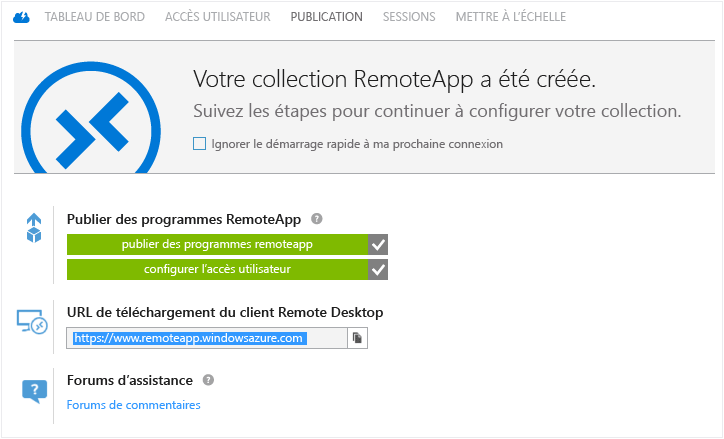 TABLEAU DE BORD ACCÈS UTILISATEUR PUBLICATION SESSIONS METTRE À L'ÉCHELLE
Votre collection RemoteApp a été créée.
Suivez les étapes pour continuer à configurer votre collection.
Ignorer le démarrage rapide à ma prochaine connexion
Publier des programmes RemoteApp ?
publier des programmes remoteapp
configurer l'accès utilisateur
URL de téléchargement du client Remote Desktop
https://www.remoteapp.windowsazure.com
Forums d'assistance ?
Forums de commentaires